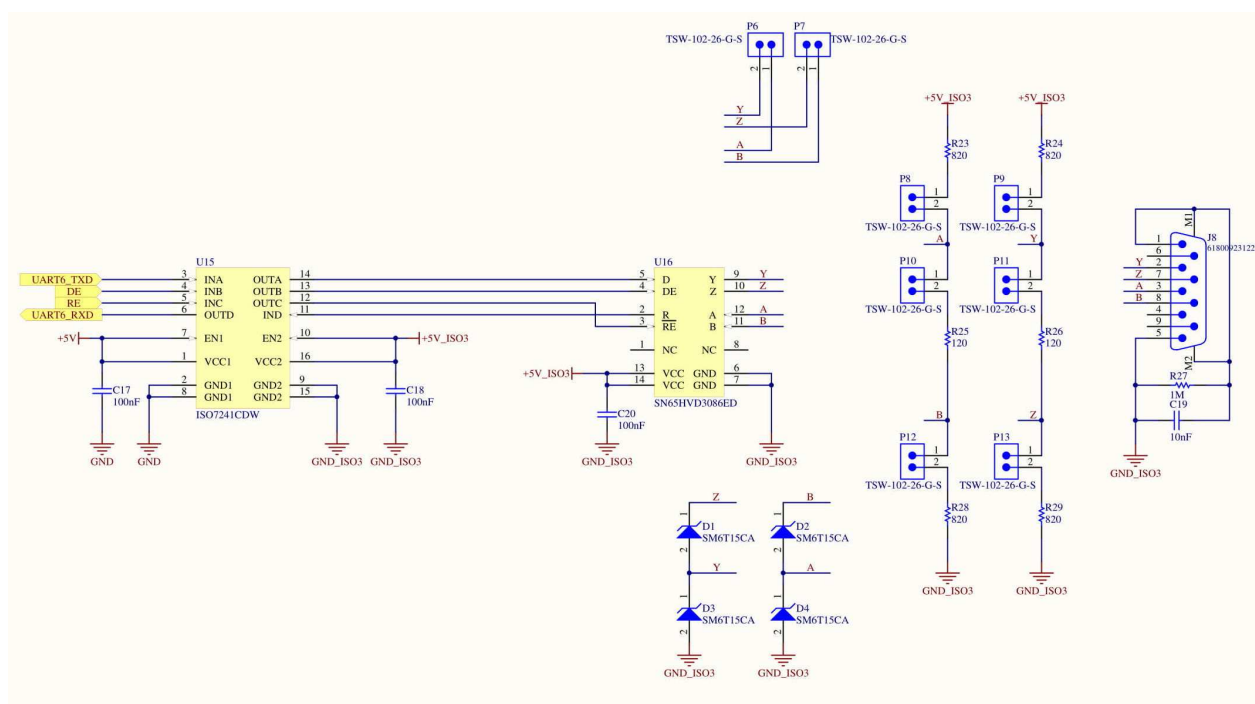 P6
P7
TSW-102-26-G-S
TSW-102-26-G-S
2
1
2
1
Y
Z
A
B
+5V_ISO3
+5V_ISO3
R23
820
R24
820
P8
1
2
TSW-102-26-G-S
P9
1
2
TSW-102-26-G-S
A
Y
P10
1
2
TSW-102-26-G-S
P11
1
2
TSW-102-26-G-S
R25
120
R26
120
B
Z
P12
1
2
TSW-102-26-G-S
P13
1
2
TSW-102-26-G-S
R28
820
R29
820
GND_ISO3
GND_ISO3
M1
J8
61800923122
1
6
Y 2
Z 7
A 3
B 8
4
9
5
M2
R27
1M
C19
10nF
GND_ISO3
U15
UART6_TXD 3 INA OUTA 14
DE 4 INB OUTB 13
RE 5 INC OUTC 12
UART6_RXD 6 OUTD IND 11
+5V 7 EN1 EN2 10 +5V_ISO3
1 VCC1 VCC2 16
2 GND1 GND2 9
8 GND1 GND2 15
ISO7241CDW
C17
100nF
C18
100nF
GND
GND
GND_ISO3
GND_ISO3
U16
5 D Y 9 Y
4 DE Z 10 Z
2 R A 12 A
3 RE B 11 B
1 NC NC 8
+5V_ISO3 13 VCC GND 6
14 VCC GND 7
SN65HVD3086ED
C20
100nF
GND_ISO3
GND_ISO3
Z
B
1
D1
SM6T15CA
2
1
D2
SM6T15CA
2
Y
A
1
D3
SM6T15CA
2
1
D4
SM6T15CA
2
GND_ISO3
GND_ISO3